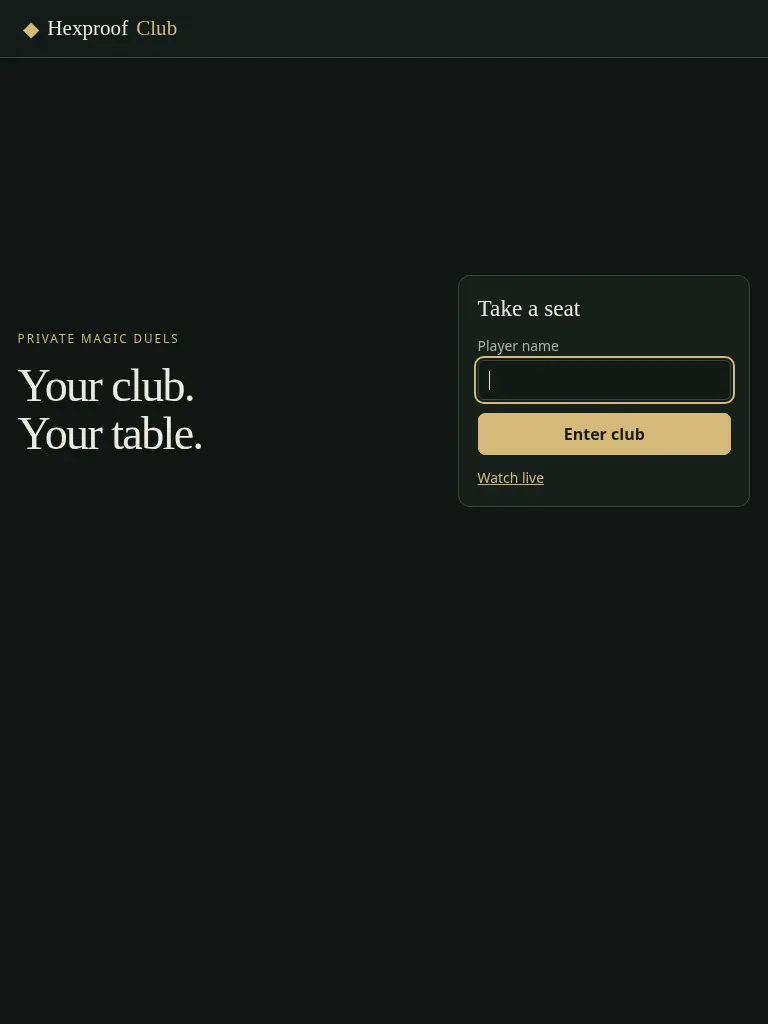 Hexproof Club
PRIVATE MAGIC DUELS
Your club.
Your table.
Take a seat
Player name
Enter club
Watch live